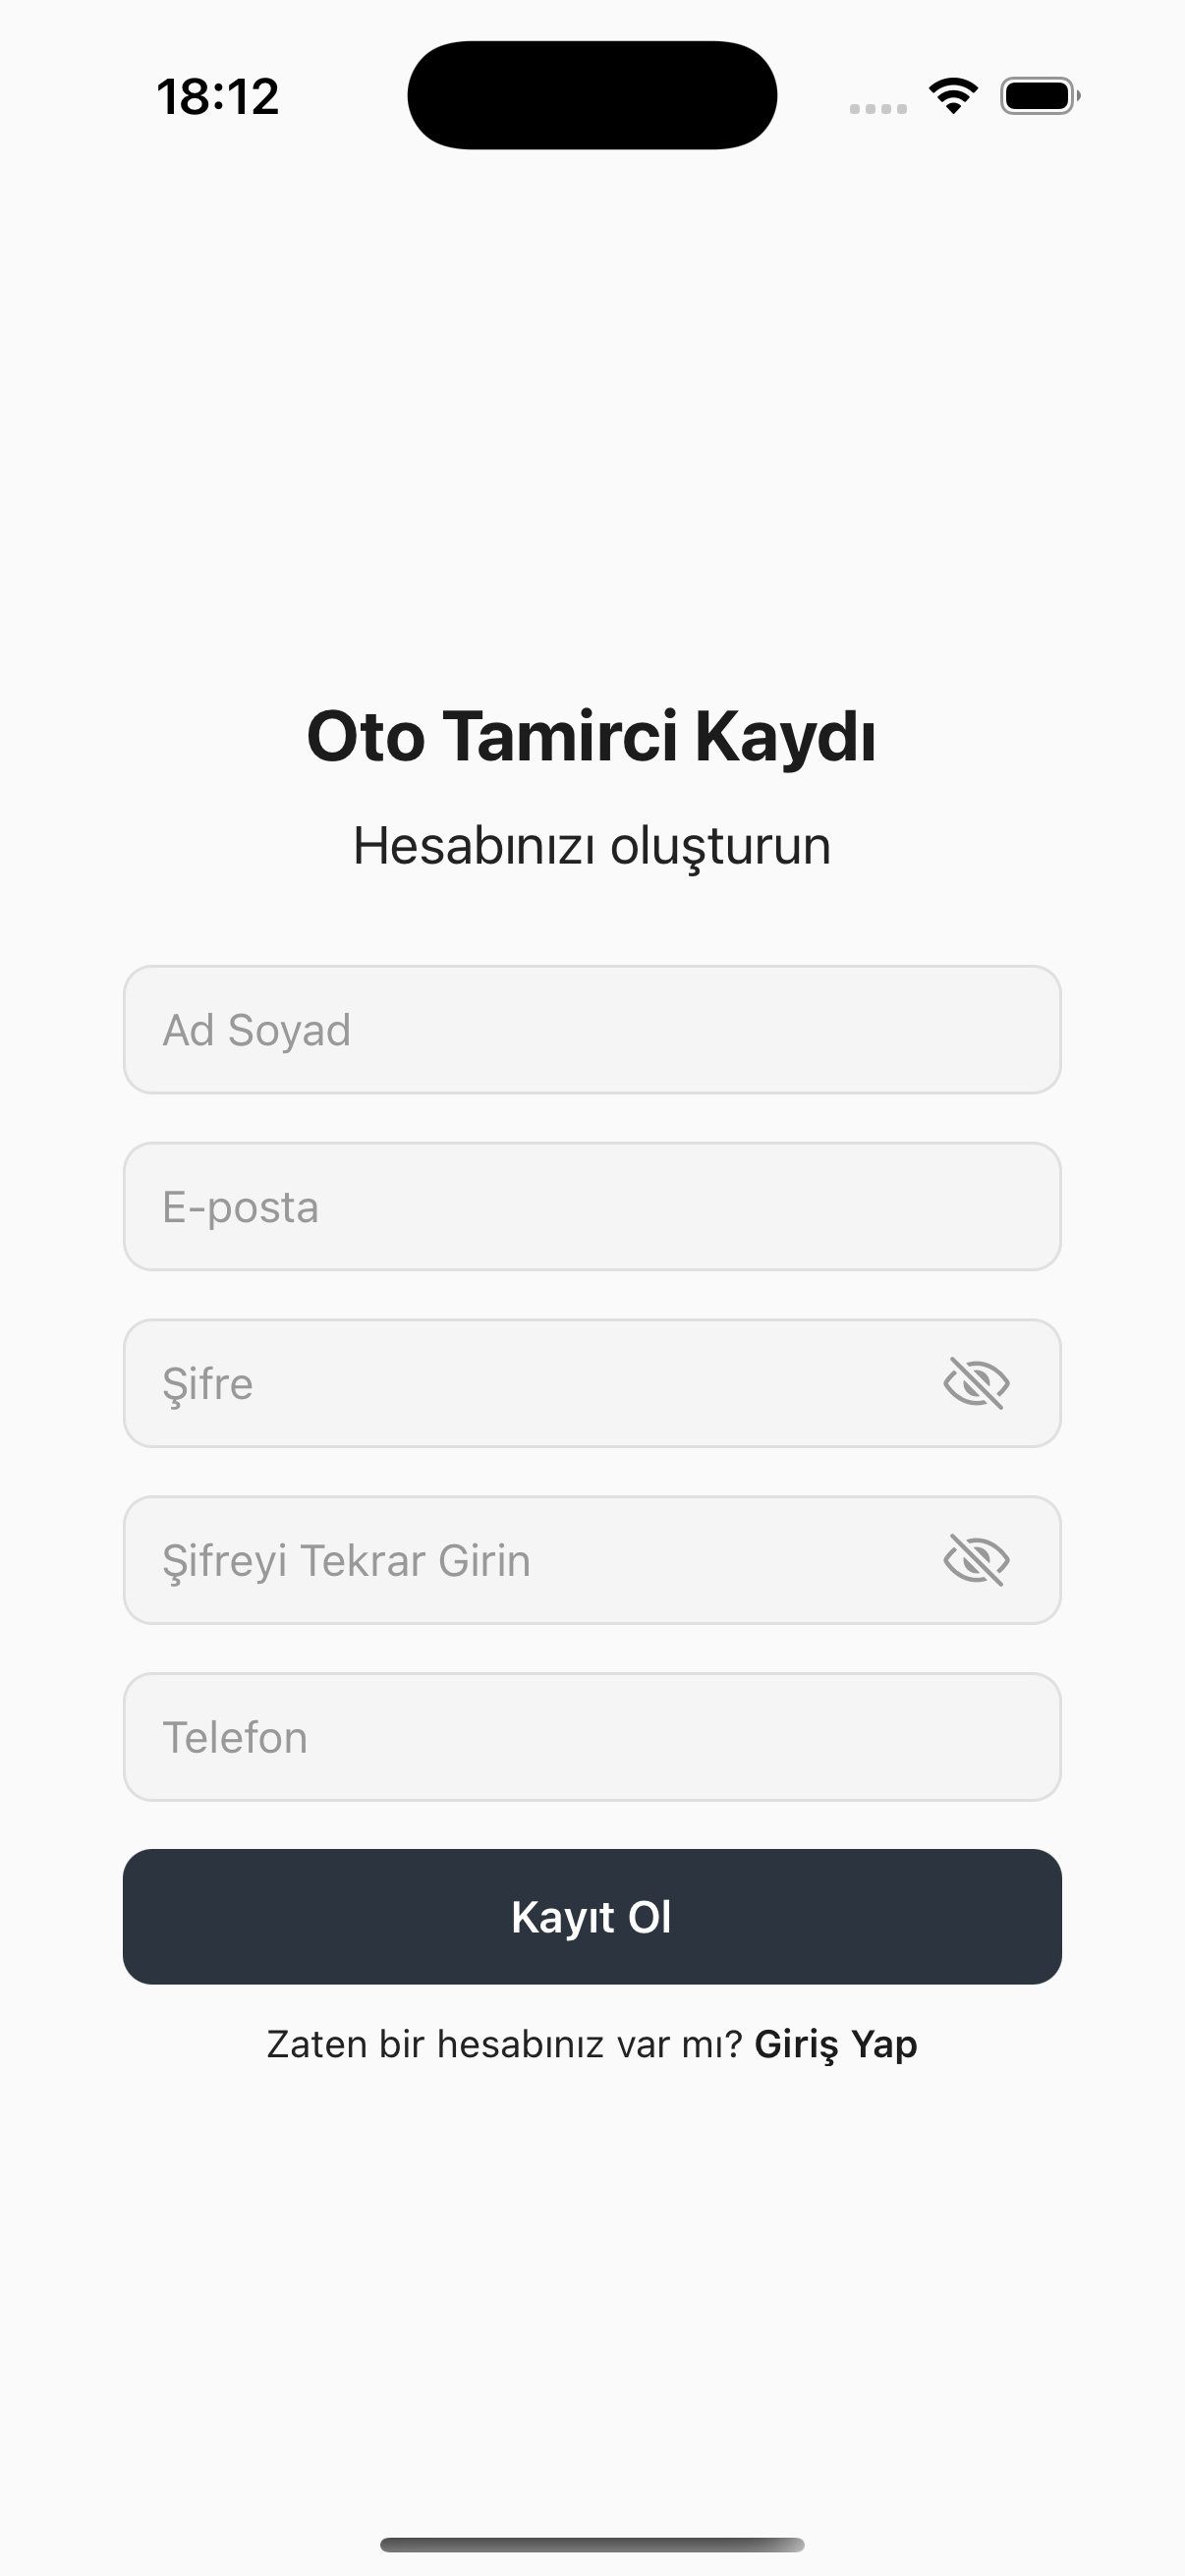 18:12
Oto Tamirci Kaydı
Hesabınızı oluşturun
Ad Soyad
E-posta
Şifre
Şifreyi Tekrar Girin
Telefon
Kayıt Ol
Zaten bir hesabınız var mı? Giriş Yap